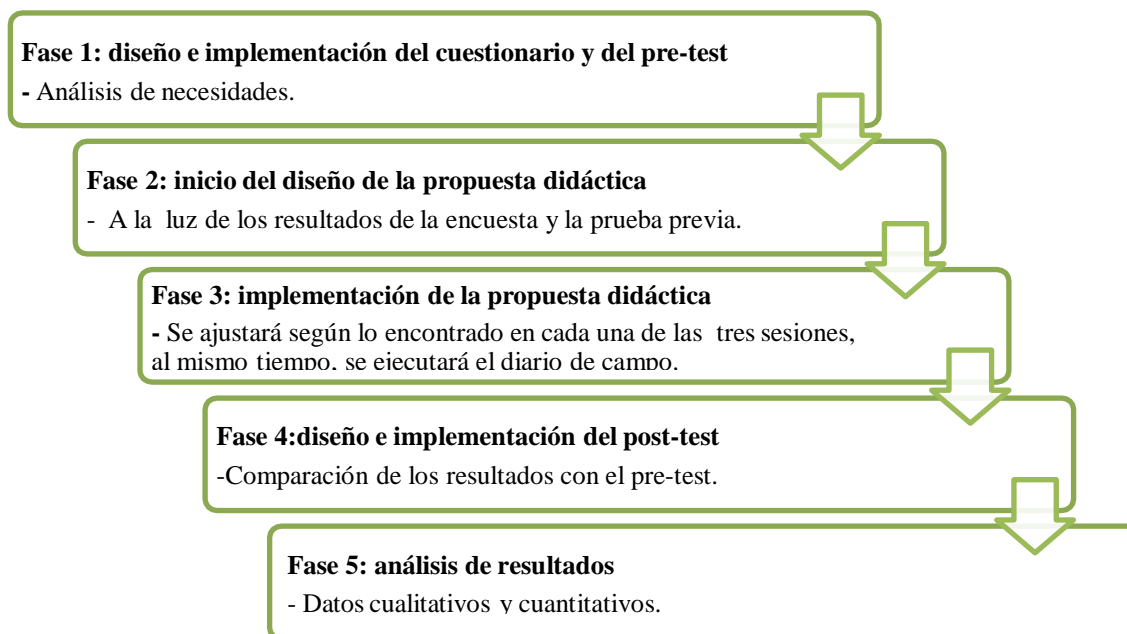 Fase 1: diseño e implementación del cuestionario y del pre-test
- Análisis de necesidades.
Fase 2: inicio del diseño de la propuesta didáctica
- A la luz de los resultados de la encuesta y la prueba previa.
Fase 3: implementación de la propuesta didáctica
- Se ajustará según lo encontrado en cada una de las tres sesiones,
al mismo tiempo, se ejecutará el diario de campo.
Fase 4:diseño e implementación del post-test
-Comparación de los resultados con el pre-test.
Fase 5: análisis de resultados
- Datos cualitativos y cuantitativos.